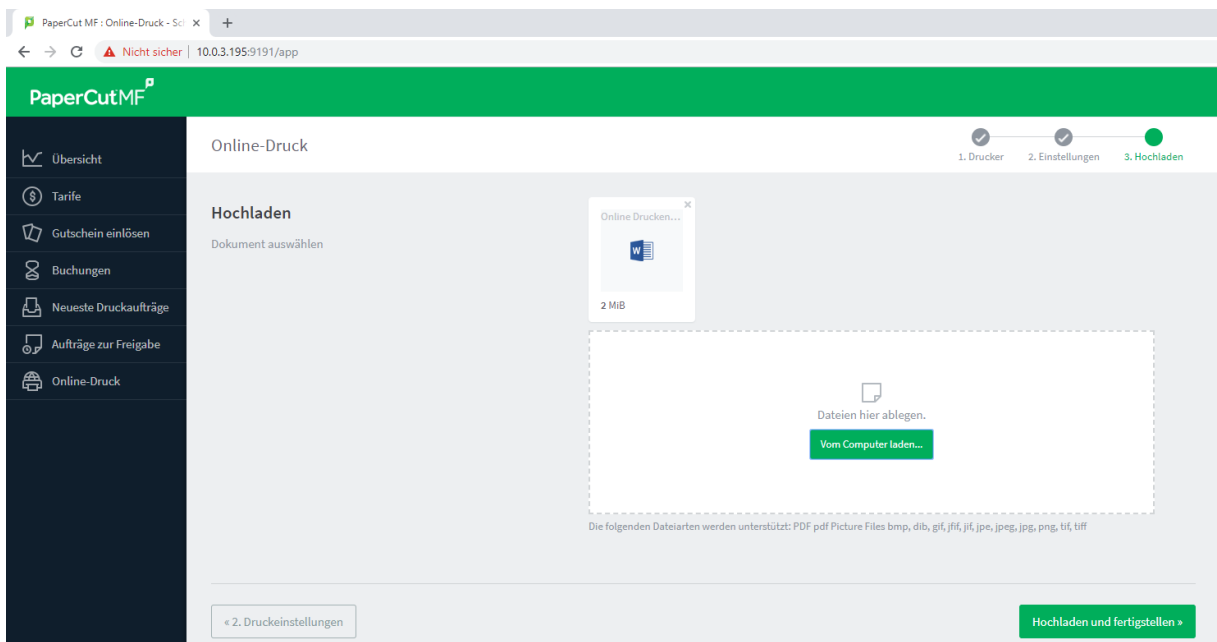 PaperCut MF : Online-Druck - Sch
Nicht sicher | 10.0.3.195:9191/app
PaperCutMF
Übersicht
Tarife
Gutschein einlösen
Buchungen
Neueste Druckaufträge
Aufträge zur Freigabe
Online-Druck
Online-Druck
1. Drucker
2. Einstellungen
3. Hochladen
Hochladen
Dokument auswählen
Online Drucken...
W
2 MiB
Dateien hier ablegen.
Vom Computer laden...
Die folgenden Dateiarten werden unterstützt: PDF pdf Picture Files bmp, dib, gif, jfif, jif, jpe, jpeg, jpg, png, tif, tiff
« 2. Druckeinstellungen
Hochladen und fertigstellen »